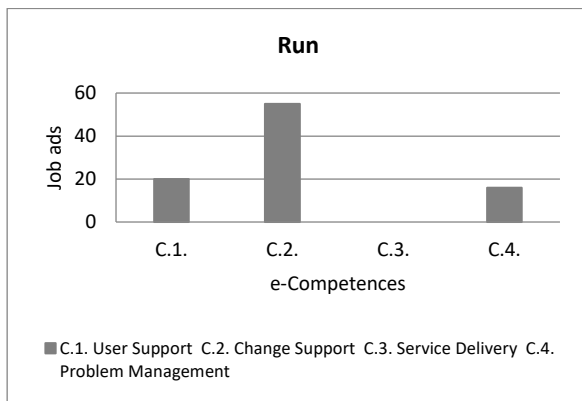 Run
60
40
20
0
Job ads
C.1. C.2. C.3. C.4.
e-Competences
C.1. User Support C.2. Change Support C.3. Service Delivery C.4.
Problem Management